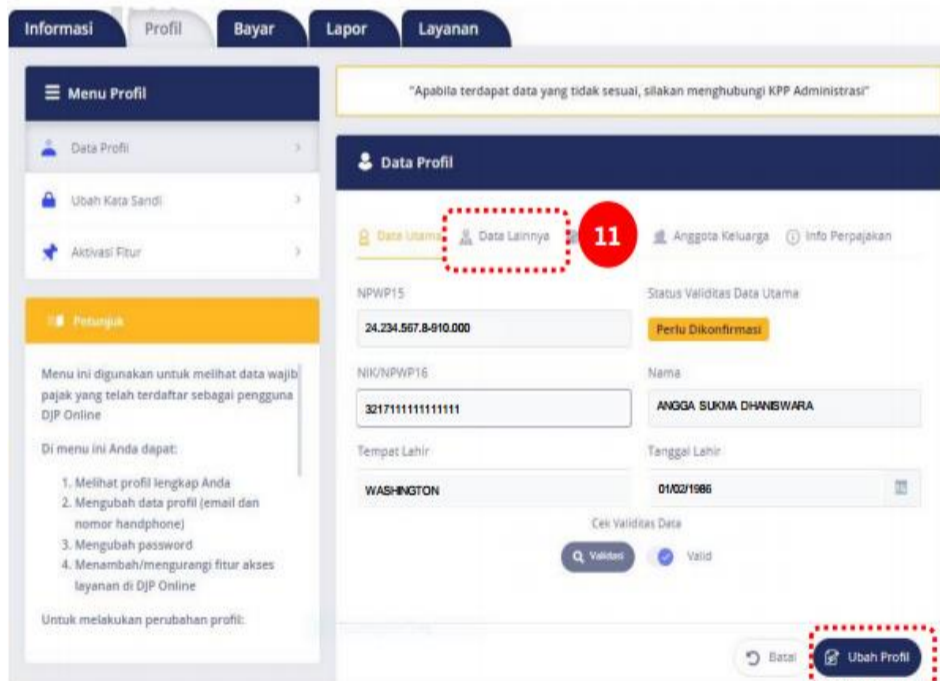 Informasi Profil Bayar Lapor Layanan
Menu Profil
Data Profil
Ubah Kata Sandi
Aktivasi Fitur
Petunjuk
Menu ini digunakan untuk melihat data wajib
pajak yang telah terdaftar sebagai pengguna
DJP Online
Di menu ini Anda dapat:
1. Melihat profil lengkap Anda
2. Mengubah data profil (email dan
nomor handphone)
3. Mengubah password
4. Menambah/mengurangi fitur akses
layanan di DJP Online
Untuk melakukan perubahan profil:
"Apabila terdapat data yang tidak sesuai, silakan menghubungi KPP Administrasi"
Data Profil
Data Utama Data Lainnya 11 Anggota Keluarga Info Perpajakan
NPWP15 Status Validitas Data Utama
24.234.567.8-910.000 Perlu Dikonfirmasi
NIK/NPWP16 Nama
3217111111111111 ANGGA SUKMA DHANISWARA
Tempat Lahir Tanggal Lahir
WASHINGTON 01/02/1986
Cek Validitas Data
Validasi Valid
Batal Ubah Profil